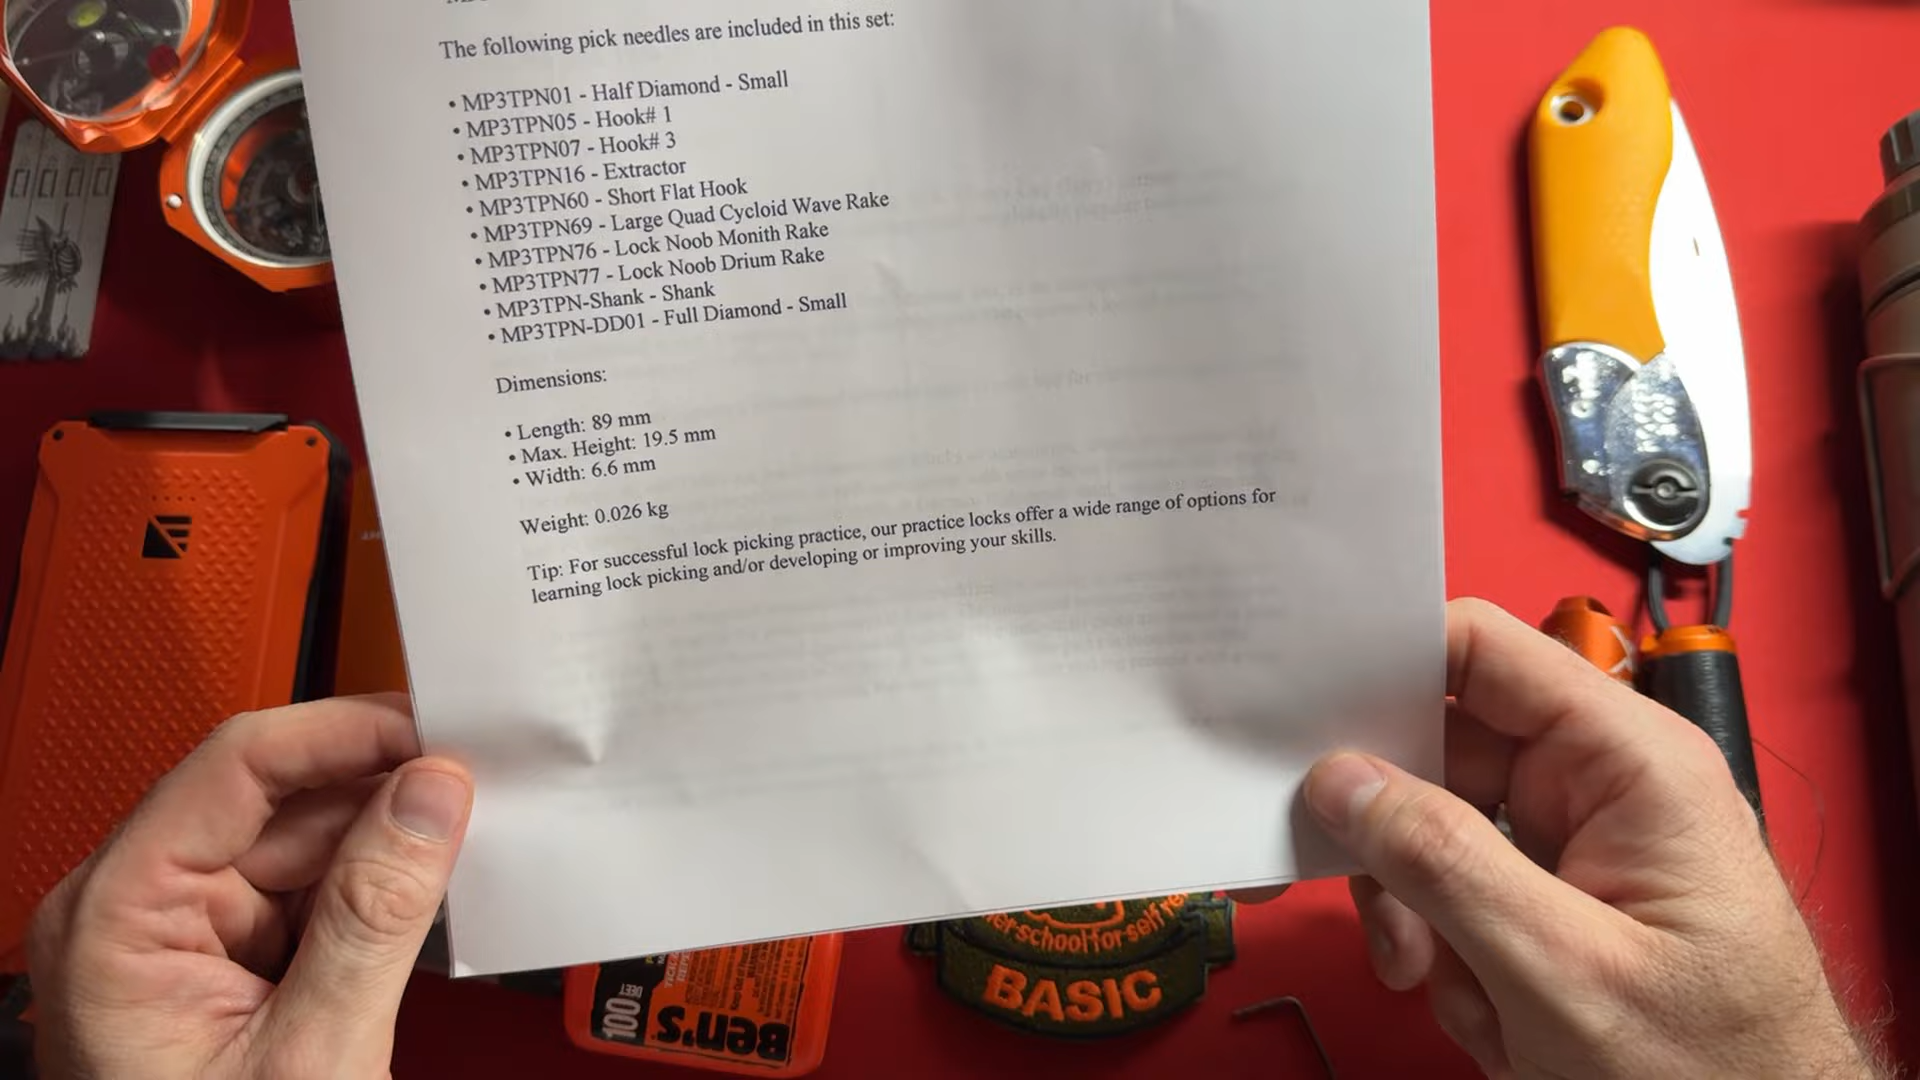 The following pick needles are included in this set:
• MP3TPN01 - Half Diamond - Small
• MP3TPN05 - Hook# 1
• MP3TPN07 - Hook# 3
• MP3TPN16 - Extractor
• MP3TPN60 - Short Flat Hook
• MP3TPN69 - Large Quad Cycloid Wave Rake
• MP3TPN76 - Lock Noob Monith Rake
• MP3TPN77 - Lock Noob Drium Rake
• MP3TPN-Shank - Shank
• MP3TPN-DD01 - Full Diamond - Small
Dimensions:
• Length: 89 mm
• Max. Height: 19.5 mm
• Width: 6.6 mm
Weight: 0.026 kg
Tip: For successful lock picking practice, our practice locks offer a wide range of options for
learning lock picking and/or developing or improving your skills.
school for self
BASIC
100 DEET
Ben's